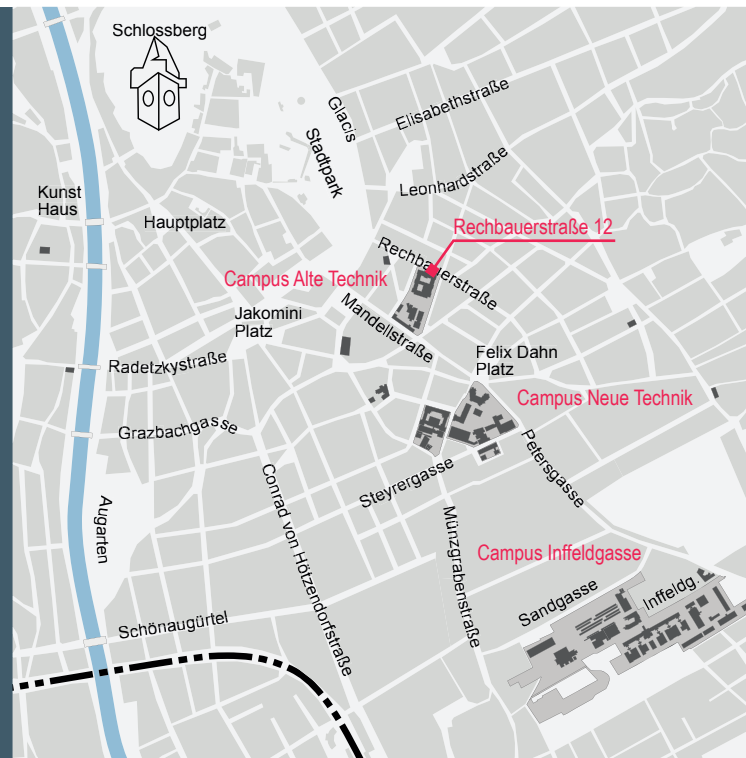 Schlossberg
Glacis
Elisabethstraße
Stadtpark
Leonhardstraße
Kunst
Haus
Hauptplatz
Rechbauerstraße 12
Rechbauerstraße
Campus Alte Technik
Jakomini
Platz
Mandellstraße
Radetzkystraße
Felix Dahn
Platz
Campus Neue Technik
Grazbachgasse
Petersgasse
Steyrergasse
Conrad von Hötzendorfstraße
Augarten
Münzgrabenstraße
Campus Inffeldgasse
Sandgasse
Inffeldg.
Schönaugürtel